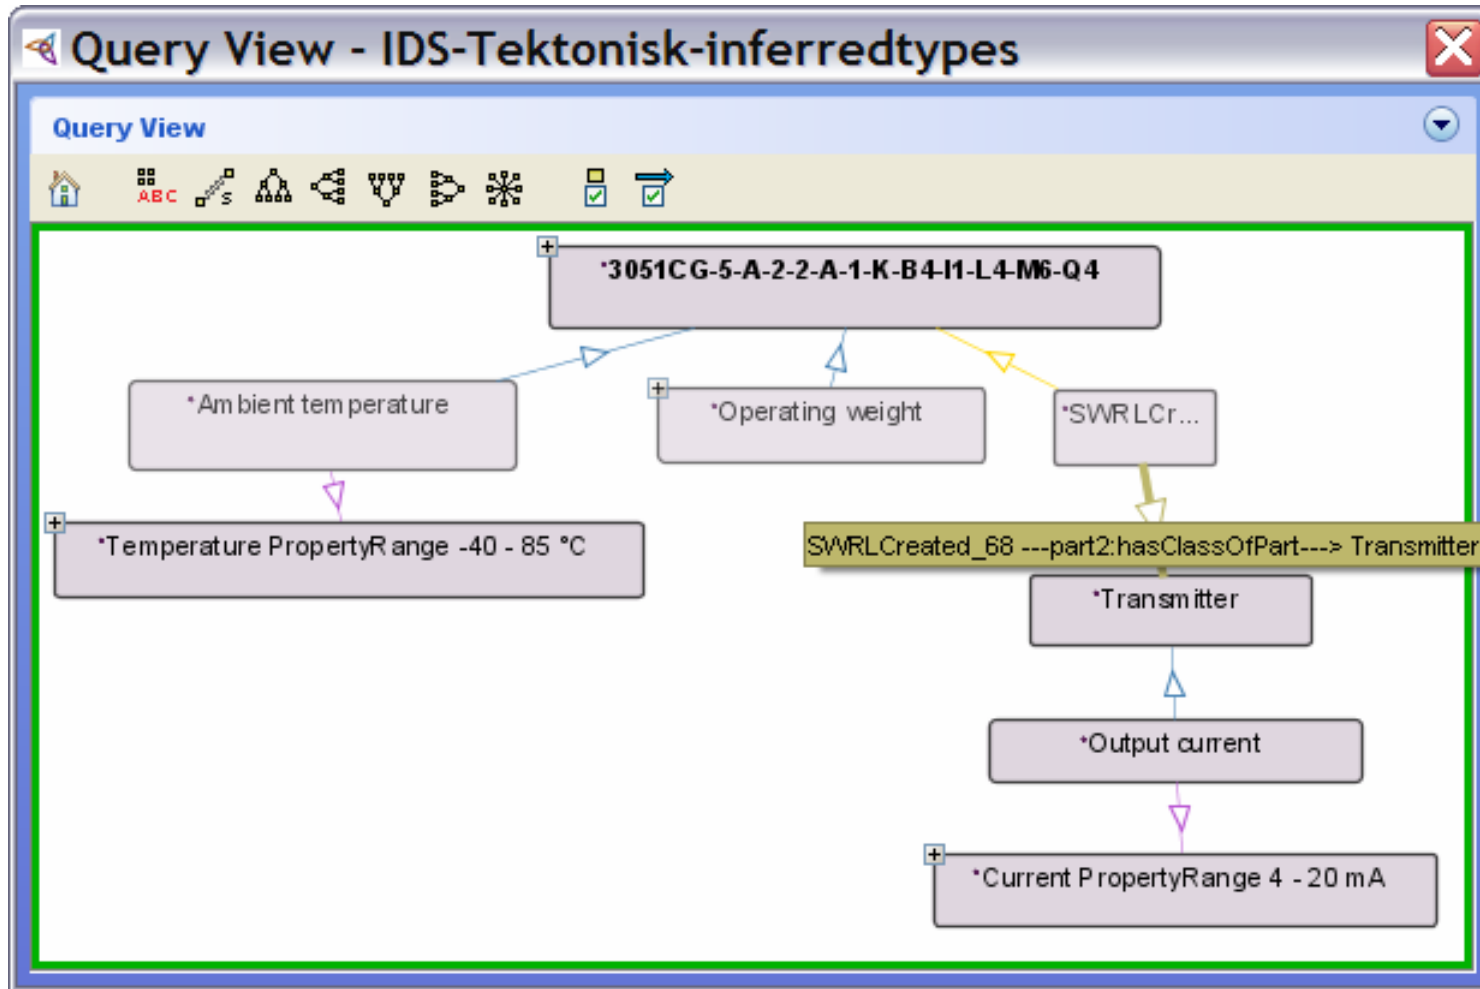 Query View - IDS-Tektonisk-inferredtypes
Query View
ABC
S
*3051CG-5-A-2-2-A-1-K-B4-I1-L4-M6-Q4
*Ambient temperature
*Operating weight
*SWRLCr...
*Temperature PropertyRange -40 - 85 °C
SWRLCreated_68 ---part2:hasClassOfPart---> Transmitter
*Transmitter
*Output current
*Current PropertyRange 4 - 20 mA